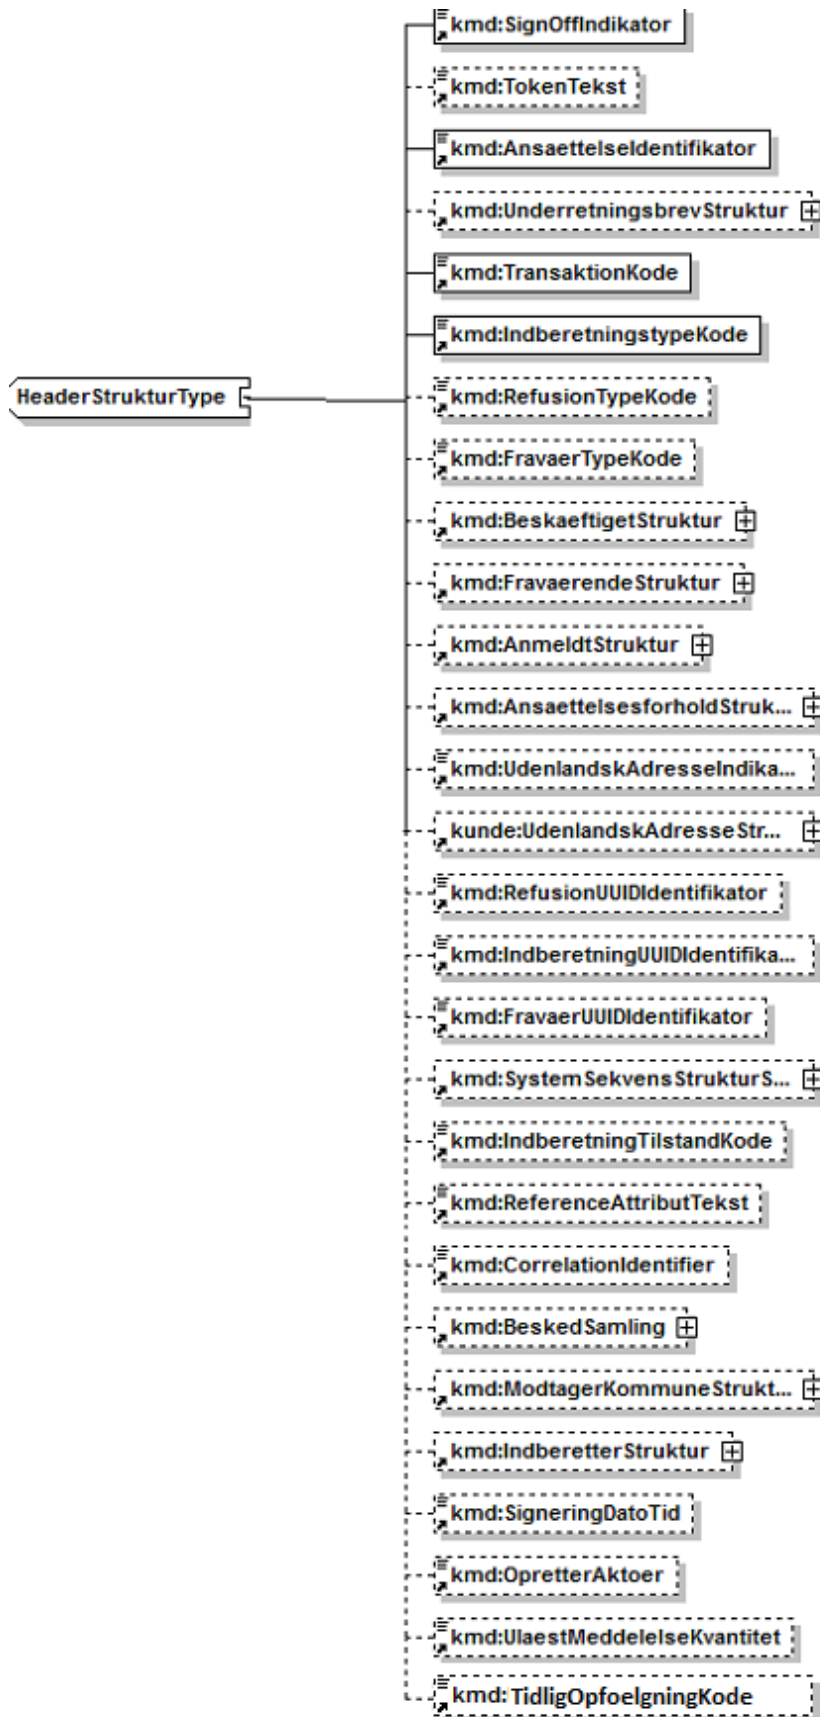 kmd:SignOffIndikator
kmd:TokenTekst
kmd:AnsaettelseIdentifikator
kmd:UnderretningsbrevStruktur
kmd:TransaktionKode
kmd:IndberetningstypeKode
HeaderStrukturType
kmd:RefusionTypeKode
kmd:FravaerTypeKode
kmd:BeskaeftigetStruktur
kmd:FravaerendeStruktur
kmd:AnmeldtStruktur
kmd:AnsaettelsesforholdStruk...
kmd:UdenlandskAdresseIndika...
kunde:UdenlandskAdresseStr...
kmd:RefusionUUIDIdentifikator
kmd:IndberetningUUIDIdentifika...
kmd:FravaerUUIDIdentifikator
kmd:SystemSekvensStrukturS...
kmd:IndberetningTilstandKode
kmd:ReferenceAttributTekst
kmd:CorrelationIdentifier
kmd:BeskedSamling
kmd:ModtagerKommuneStrukt...
kmd:IndberetterStruktur
kmd:SigneringDatoTid
kmd:OpretterAktoer
kmd:UlaestMeddelelseKvantitet
kmd:TidligOpfoelgningKode